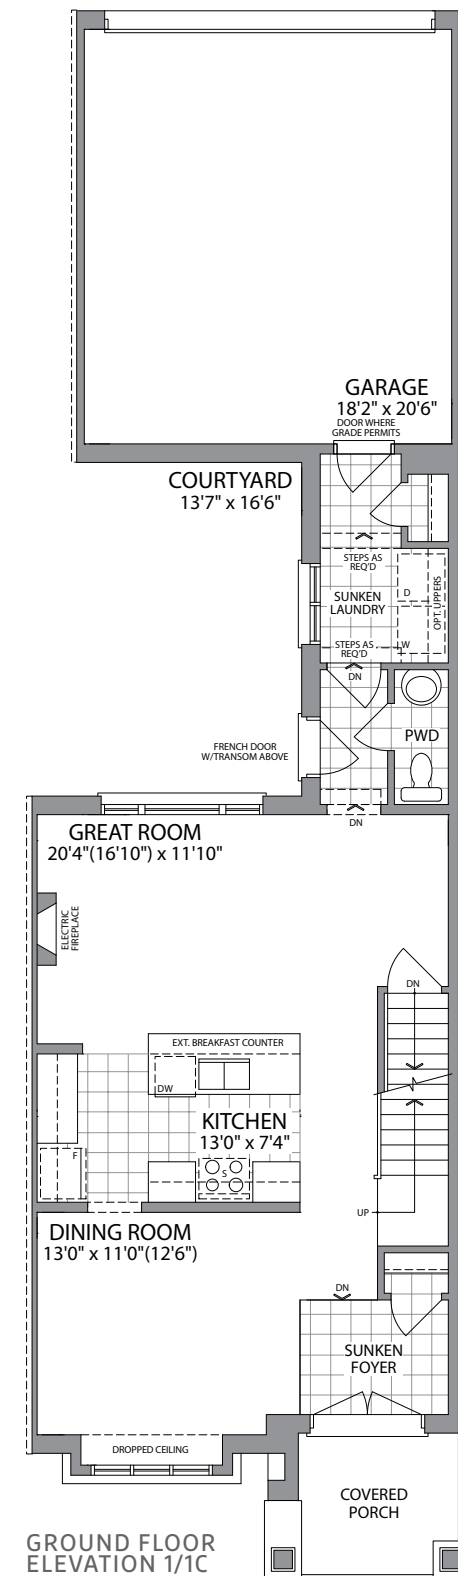 GARAGE
18'2" x 20'6"
DOOR WHERE
GRADE PERMITS
COURTYARD
13'7" x 16'6"
STEPS AS
REQ'D
SUNKEN
LAUNDRY
D
OPT. UPPERS
W
STEPS AS
REQ'D
DN
PWD
FRENCH DOOR
W/TRANSOM ABOVE
DN
GREAT ROOM
20'4"(16'10") x 11'10"
ELECTRIC
FIREPLACE
DN
EXT. BREAKFAST COUNTER
DW
KITCHEN
13'0" x 7'4"
F
S
UP
DINING ROOM
13'0" x 11'0"(12'6")
DN
SUNKEN
FOYER
DROPPED CEILING
COVERED
PORCH
GROUND FLOOR
ELEVATION 1/1C